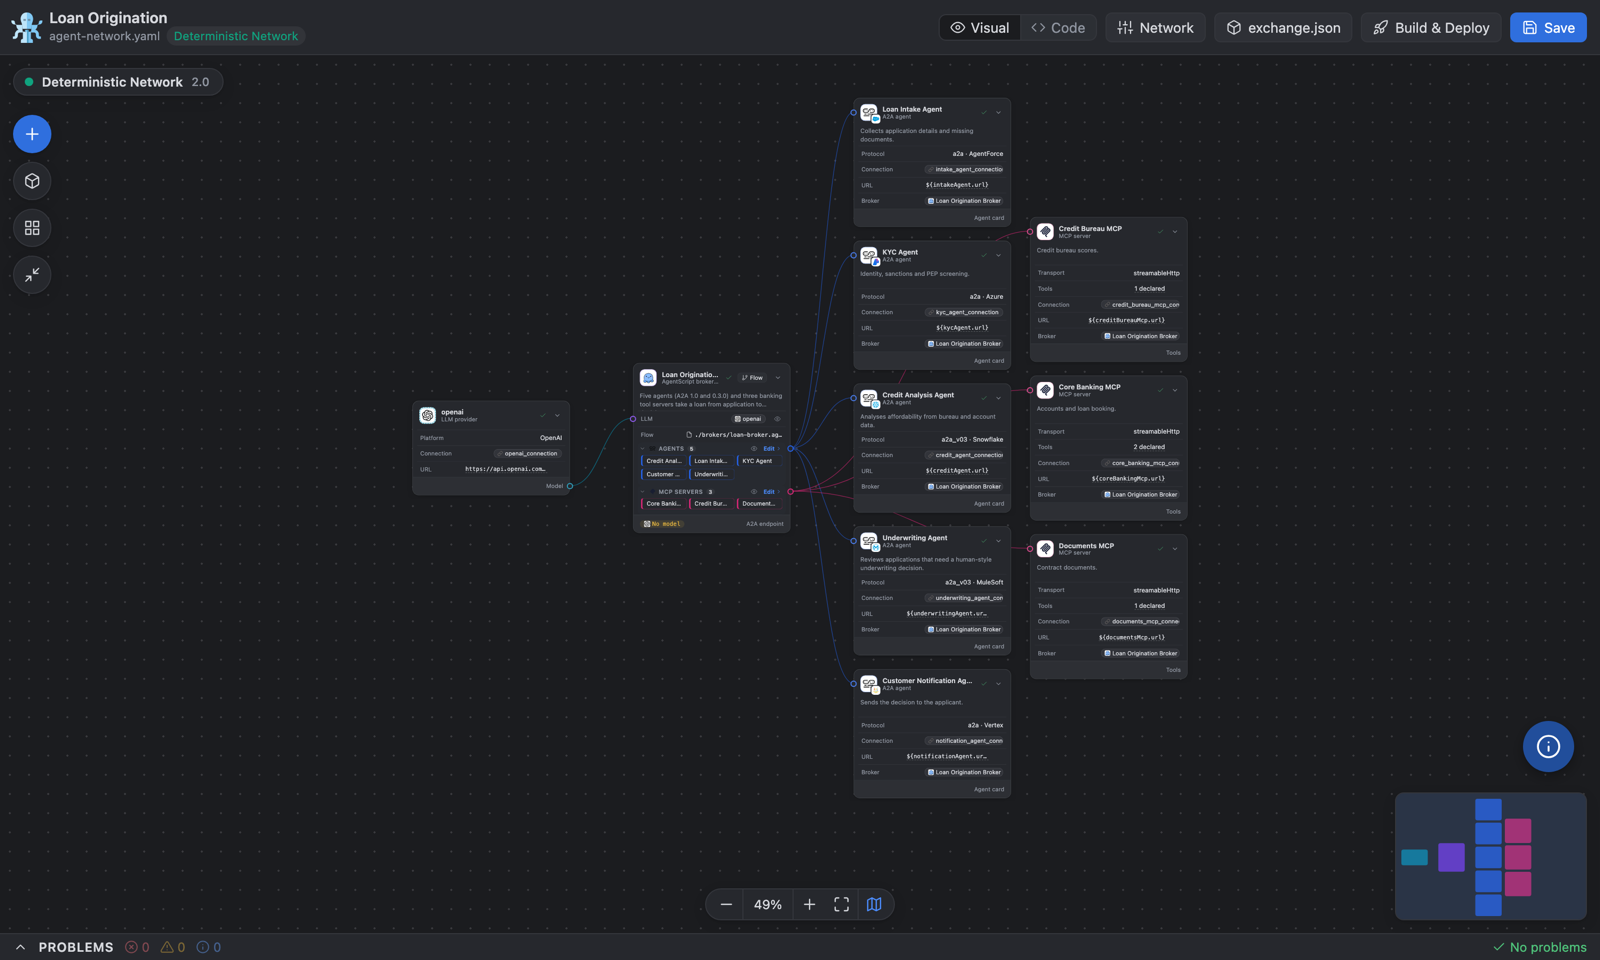 Loan Origination
agent-network.yaml
Deterministic Network
Visual
Code
Network
exchange.json
Build & Deploy
Save
Deterministic Network 2.0
openai
LLM provider
Platform OpenAI
Connection openai_connection
URL https://api.openai.com...
Model
Loan Originatio...
AgentScript broker...
Flow
Five agents (A2A 1.0 and 0.3.0) and three banking
tool servers take a loan from application to...
LLM openai
Flow ./brokers/loan-broker.ag...
AGENTS 5 Edit
Credit Anal... Loan Intak... KYC Agent
Customer ... Underwriti...
MCP SERVERS 3 Edit
Core Banki... Credit Bur... Document...
No model A2A endpoint
Loan Intake Agent
A2A agent
Collects application details and missing
documents.
Protocol a2a · AgentForce
Connection intake_agent_connectio
URL ${intakeAgent.url}
Broker Loan Origination Broker
Agent card
KYC Agent
A2A agent
Identity, sanctions and PEP screening.
Protocol a2a · Azure
Connection kyc_agent_connection
URL ${kycAgent.url}
Broker Loan Origination Broker
Agent card
Credit Analysis Agent
A2A agent
Analyses affordability from bureau and account
data.
Protocol a2a_v03 · Snowflake
Connection credit_agent_connection
URL ${creditAgent.url}
Broker Loan Origination Broker
Agent card
Underwriting Agent
A2A agent
Reviews applications that need a human-style
underwriting decision.
Protocol a2a_v03 · MuleSoft
Connection underwriting_agent_con
URL ${underwritingAgent.ur...
Broker Loan Origination Broker
Agent card
Customer Notification Ag...
A2A agent
Sends the decision to the applicant.
Protocol a2a · Vertex
Connection notification_agent_conn
URL ${notificationAgent.ur...
Broker Loan Origination Broker
Agent card
Credit Bureau MCP
MCP server
Credit bureau scores.
Transport streamableHttp
Tools 1 declared
Connection credit_bureau_mcp_con
URL ${creditBureauMcp.url}
Broker Loan Origination Broker
Tools
Core Banking MCP
MCP server
Accounts and loan booking.
Transport streamableHttp
Tools 2 declared
Connection core_banking_mcp_con
URL ${coreBankingMcp.url}
Broker Loan Origination Broker
Tools
Documents MCP
MCP server
Contract documents.
Transport streamableHttp
Tools 1 declared
Connection documents_mcp_conne
URL ${documentsMcp.url}
Broker Loan Origination Broker
Tools
49%
PROBLEMS 0 0 0
No problems